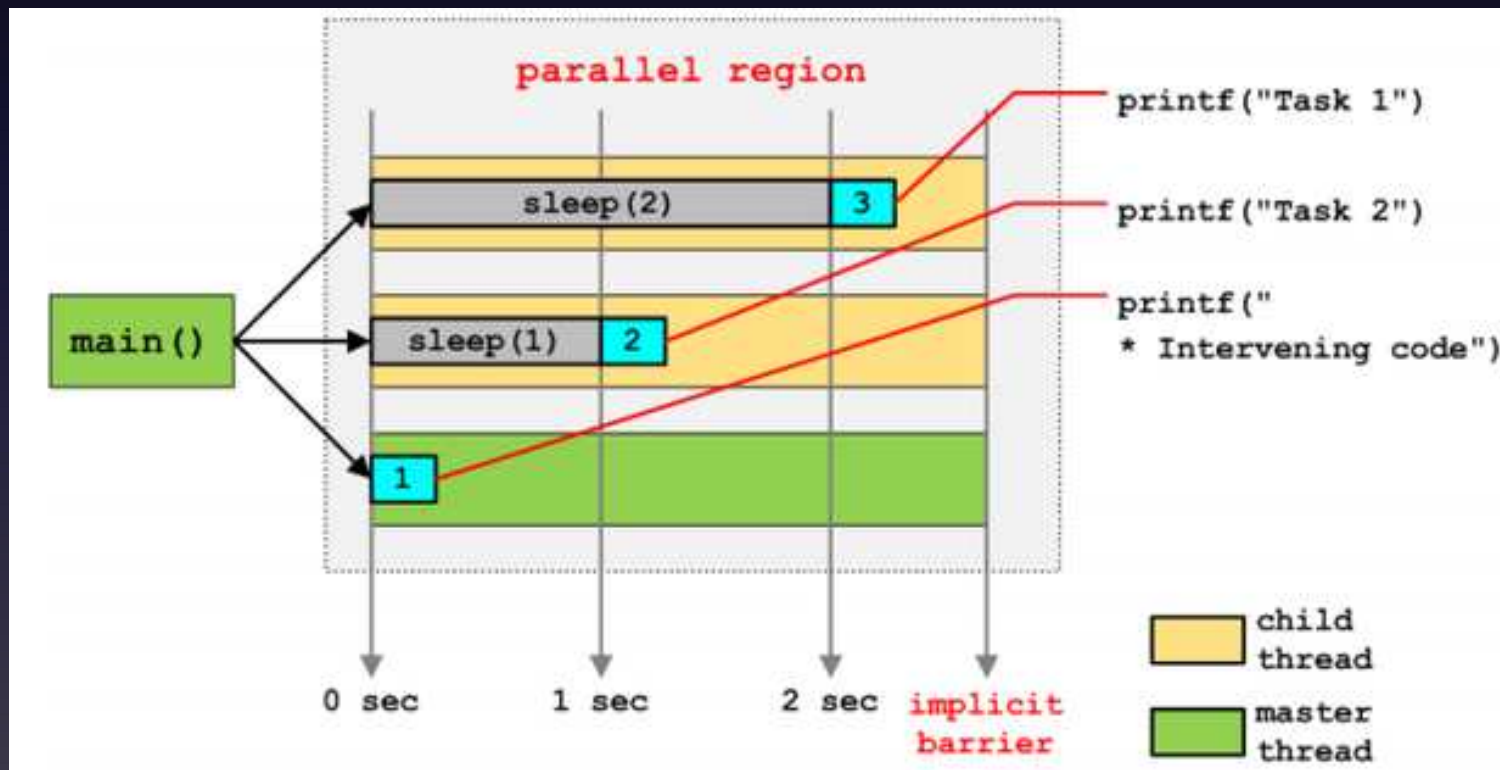 parallel region
printf("Task 1")
sleep(2)
3
printf("Task 2")
main()
sleep(1)
2
printf("
* Intervening code")
1
0 sec
1 sec
2 sec
implicit
barrier
child
thread
master
thread